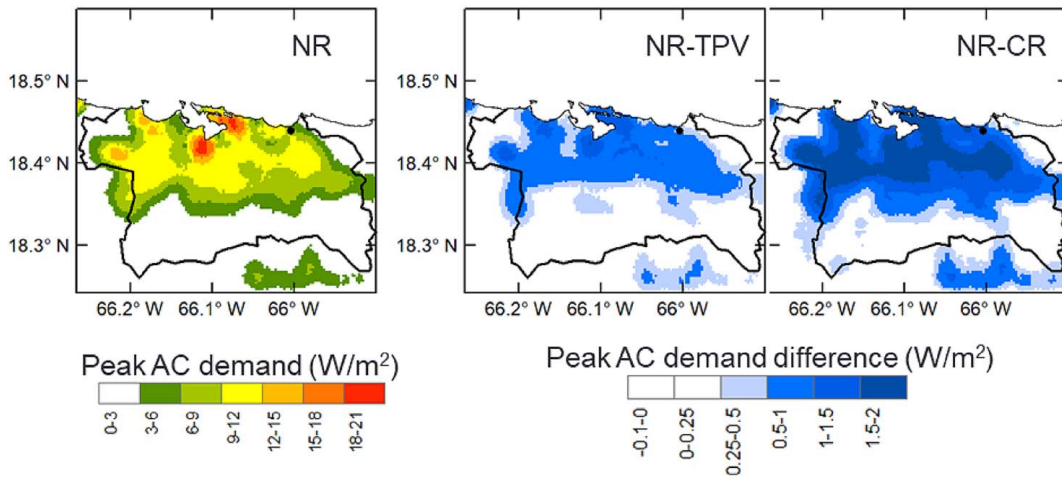 NR
NR-TPV
NR-CR
18.5° N
18.4° N
18.3° N
18.5° N
18.4° N
18.3° N
66.2° W
66.1° W
66° W
66.2° W
66.1° W
66° W
66.2° W
66.1° W
66° W
Peak AC demand (W/m²)
0-3
3-6
6-9
9-12
12-15
15-18
18-21
Peak AC demand difference (W/m²)
-0.1-0
0-0.25
0.25-0.5
0.5-1
1-1.5
1.5-2